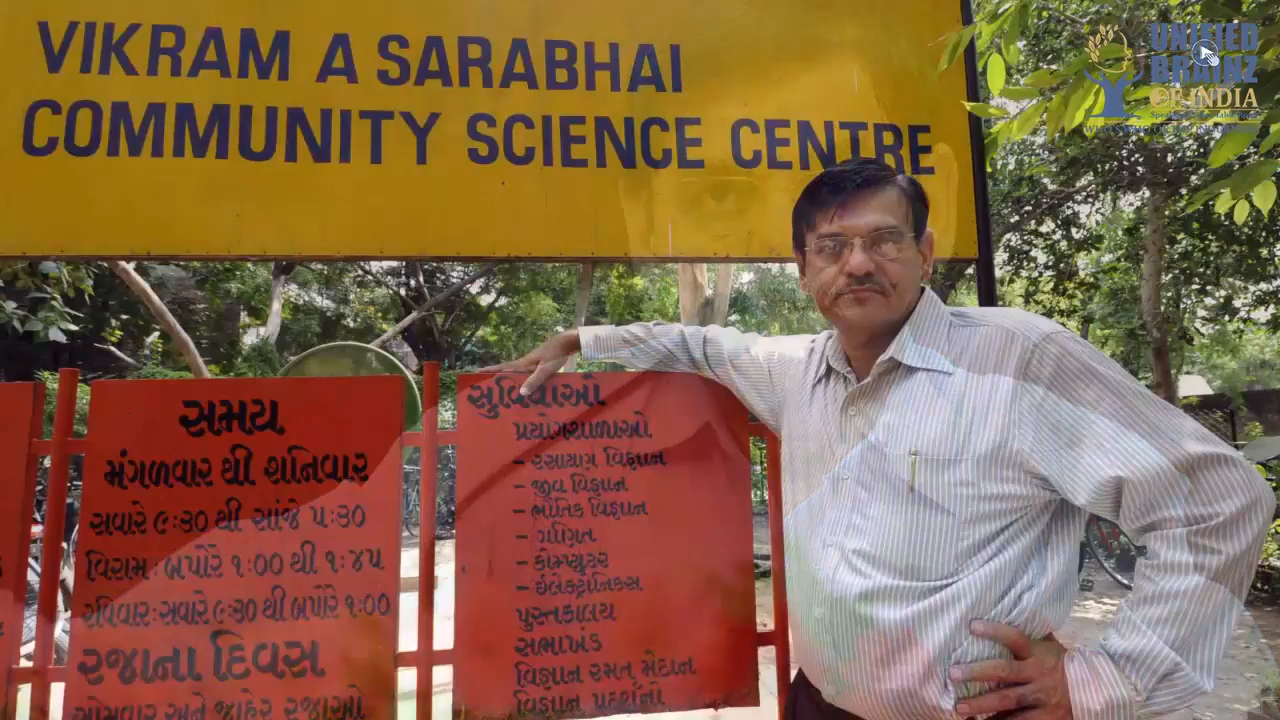 VIKRAM A SARABHAI
COMMUNITY SCIENCE CENTRE
UNIFIED
BRAINZ
OF INDIA
સમય
મંગળવાર થી શનિવાર
સવારે ૯:૩૦ થી સાંજે ૫:૩૦
વિરામ: બપોરે ૧:૦૦ થી ૧:૪૫
રવિવાર: સવારે ૯:૩૦ થી બપોરે ૧:૦૦
રજાના દિવસ
સોમવાર અને જાહેર રજાઓ
સુવિધાઓ
પ્રયોગશાળાઓ
- રસાયણ વિજ્ઞાન
- જીવ વિજ્ઞાન
- ભૌતિક વિજ્ઞાન
- ગણિત
- કોમ્પ્યુટર
- ઈલેક્ટ્રોનિક્સ
પુસ્તકાલય
સભાખંડ
વિજ્ઞાન રમત મેદાન
વિજ્ઞાન પ્રદર્શનો